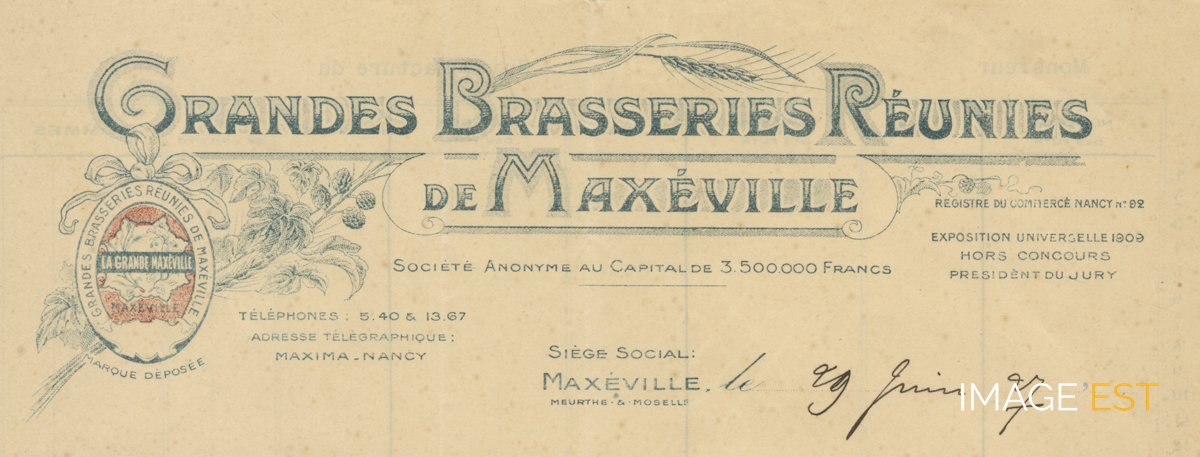 GRANDES BRASSERIES RÉUNIES
DE MAXÉVILLE
REGISTRE DU COMMERCE NANCY N° 92
EXPOSITION UNIVERSELLE 1909
HORS CONCOURS
PRESIDENT DU JURY
SOCIÉTÉ ANONYME AU CAPITAL DE 3.500.000 FRANCS
GRANDES BRASSERIES RÉUNIES DE MAXÉVILLE
LA GRANDE MAXÉVILLE
MAXÉVILLE
MARQUE DÉPOSÉE
TÉLÉPHONES : 5.40 & 13.67
ADRESSE TÉLÉGRAPHIQUE :
MAXIMA-NANCY
SIÈGE SOCIAL:
MAXÉVILLE, le 29 Juin 27
MEURTHE-&-MOSELLE
IMAGE EST